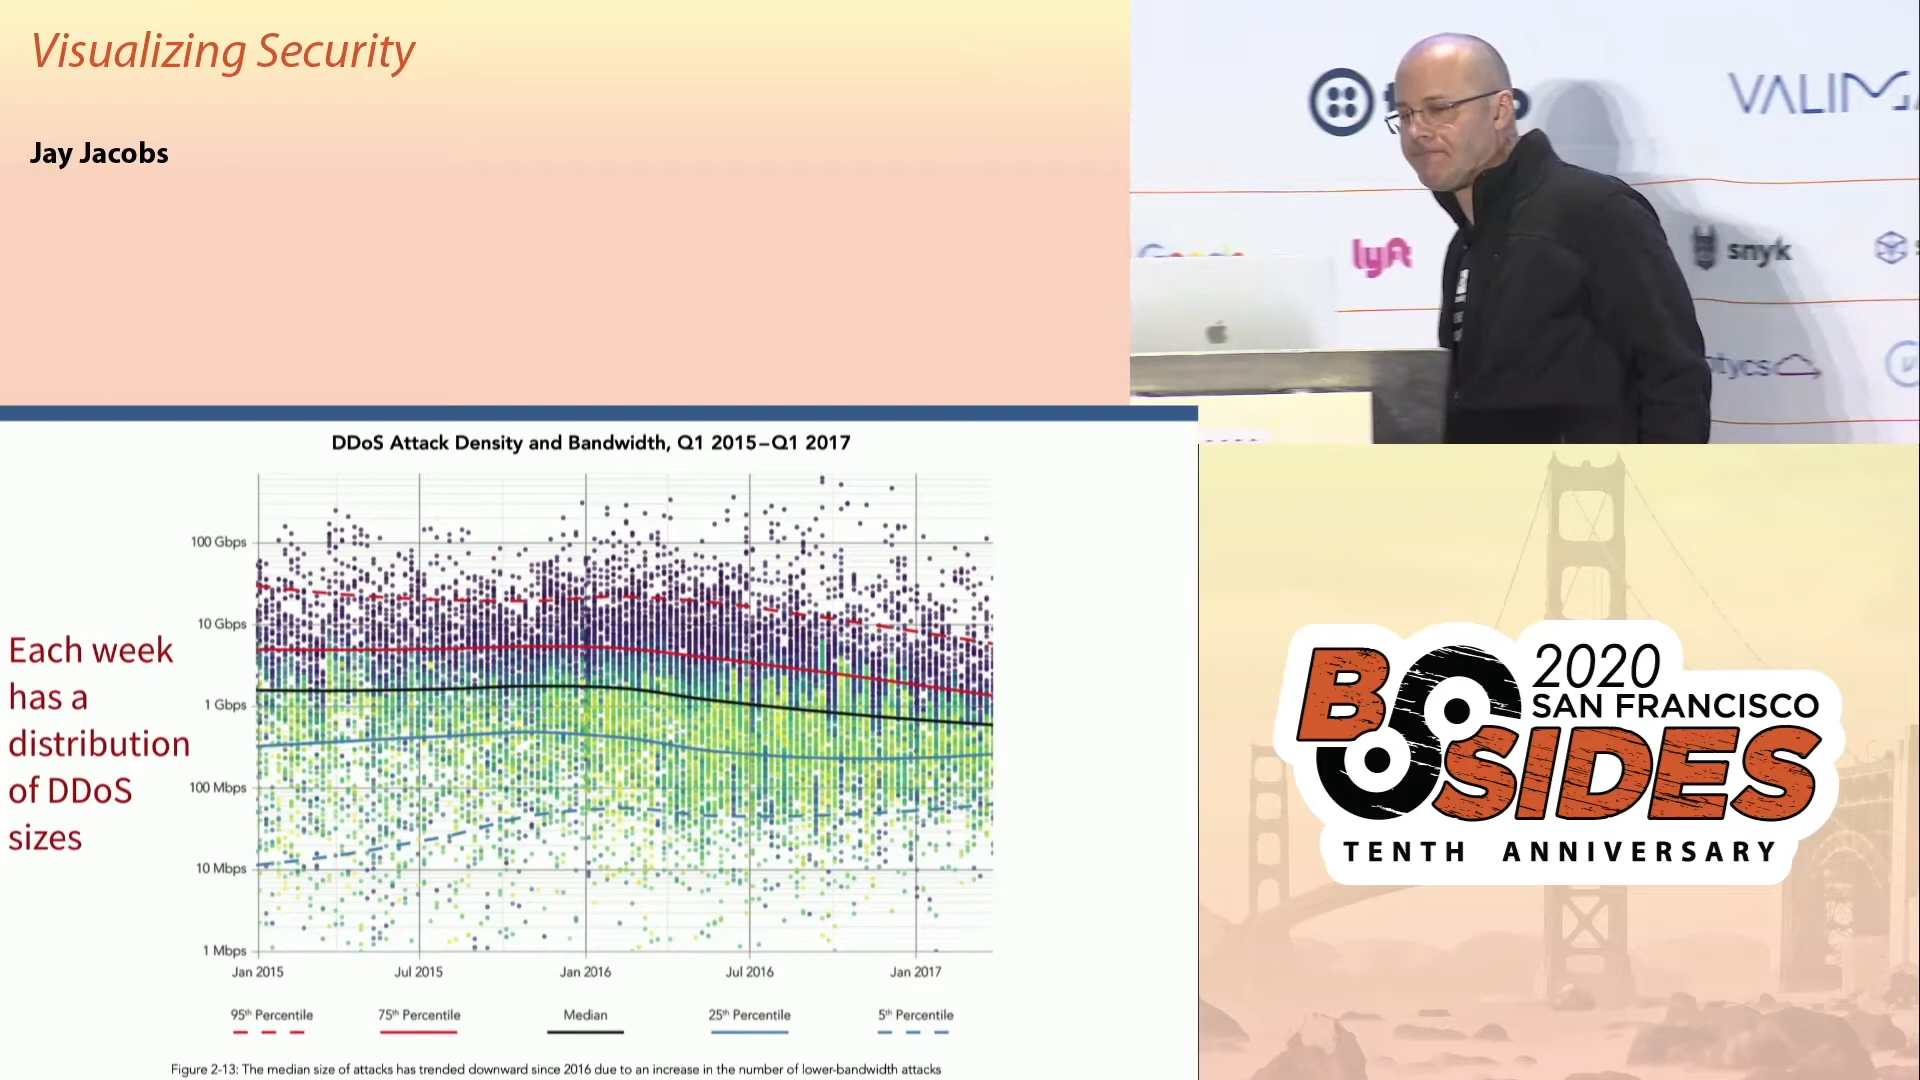 Visualizing Security
Jay Jacobs
VALIM
Google
lyft
snyk
DDoS Attack Density and Bandwidth, Q1 2015–Q1 2017
100 Gbps
10 Gbps
1 Gbps
100 Mbps
10 Mbps
1 Mbps
Jan 2015
Jul 2015
Jan 2016
Jul 2016
Jan 2017
Each week
has a
distribution
of DDoS
sizes
95th Percentile
75th Percentile
Median
25th Percentile
5th Percentile
Figure 2-13: The median size of attacks has trended downward since 2016 due to an increase in the number of lower-bandwidth attacks
2020
SAN FRANCISCO
BSIDES
TENTH ANNIVERSARY